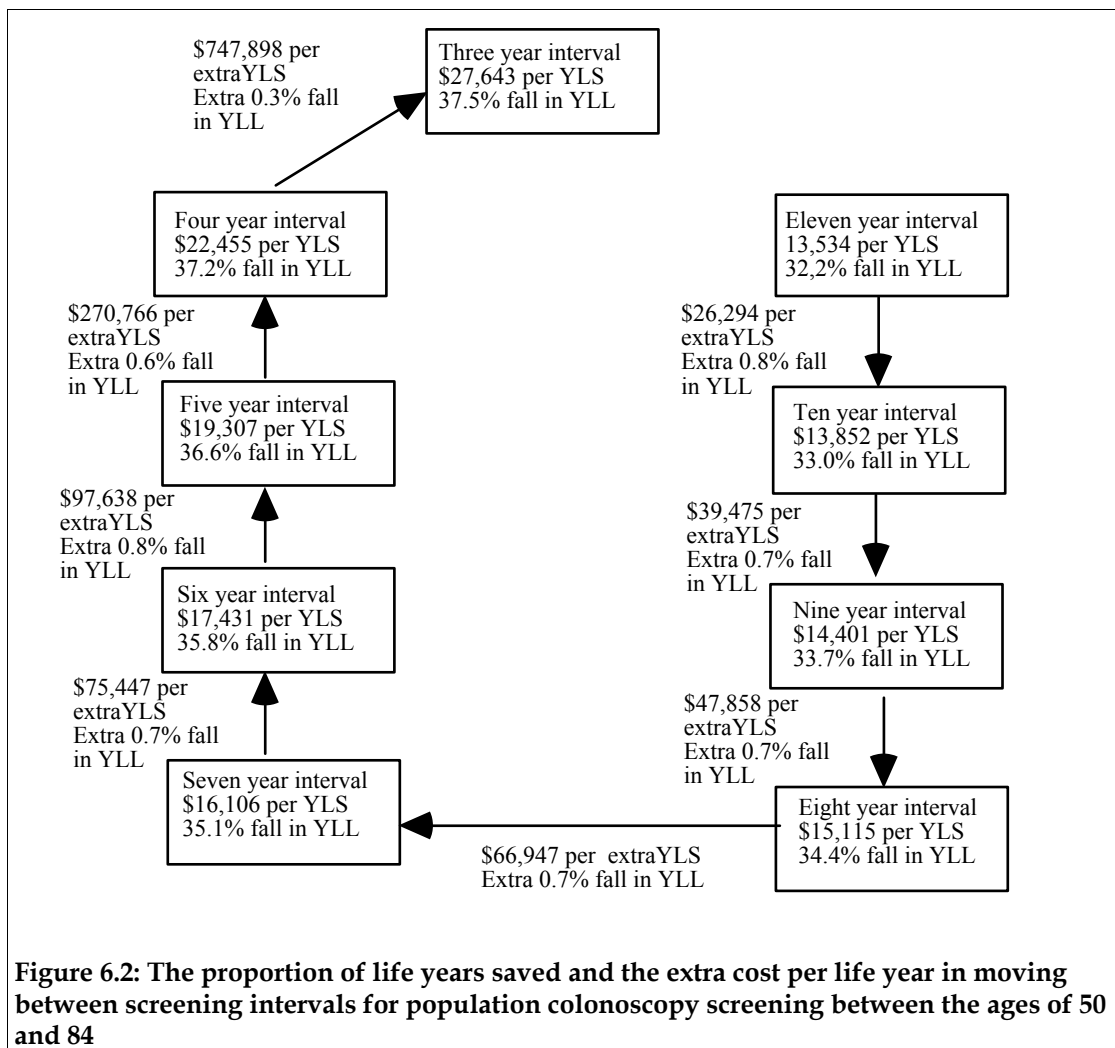 $747,898 per
extraYLS
Extra 0.3% fall
in YLL
Three year interval
$27,643 per YLS
37.5% fall in YLL
Four year interval
$22,455 per YLS
37.2% fall in YLL
Eleven year interval
13,534 per YLS
32,2% fall in YLL
$270,766 per
extraYLS
Extra 0.6% fall
in YLL
$26,294 per
extraYLS
Extra 0.8% fall
in YLL
Five year interval
$19,307 per YLS
36.6% fall in YLL
Ten year interval
$13,852 per YLS
33.0% fall in YLL
$97,638 per
extraYLS
Extra 0.8% fall
in YLL
$39,475 per
extraYLS
Extra 0.7% fall
in YLL
Six year interval
$17,431 per YLS
35.8% fall in YLL
Nine year interval
$14,401 per YLS
33.7% fall in YLL
$75,447 per
extraYLS
Extra 0.7% fall
in YLL
$47,858 per
extraYLS
Extra 0.7% fall
in YLL
Seven year interval
$16,106 per YLS
35.1% fall in YLL
Eight year interval
$15,115 per YLS
34.4% fall in YLL
$66,947 per  extraYLS
Extra 0.7% fall in YLL
Figure 6.2: The proportion of life years saved and the extra cost per life year in moving
between screening intervals for population colonoscopy screening between the ages of 50
and 84